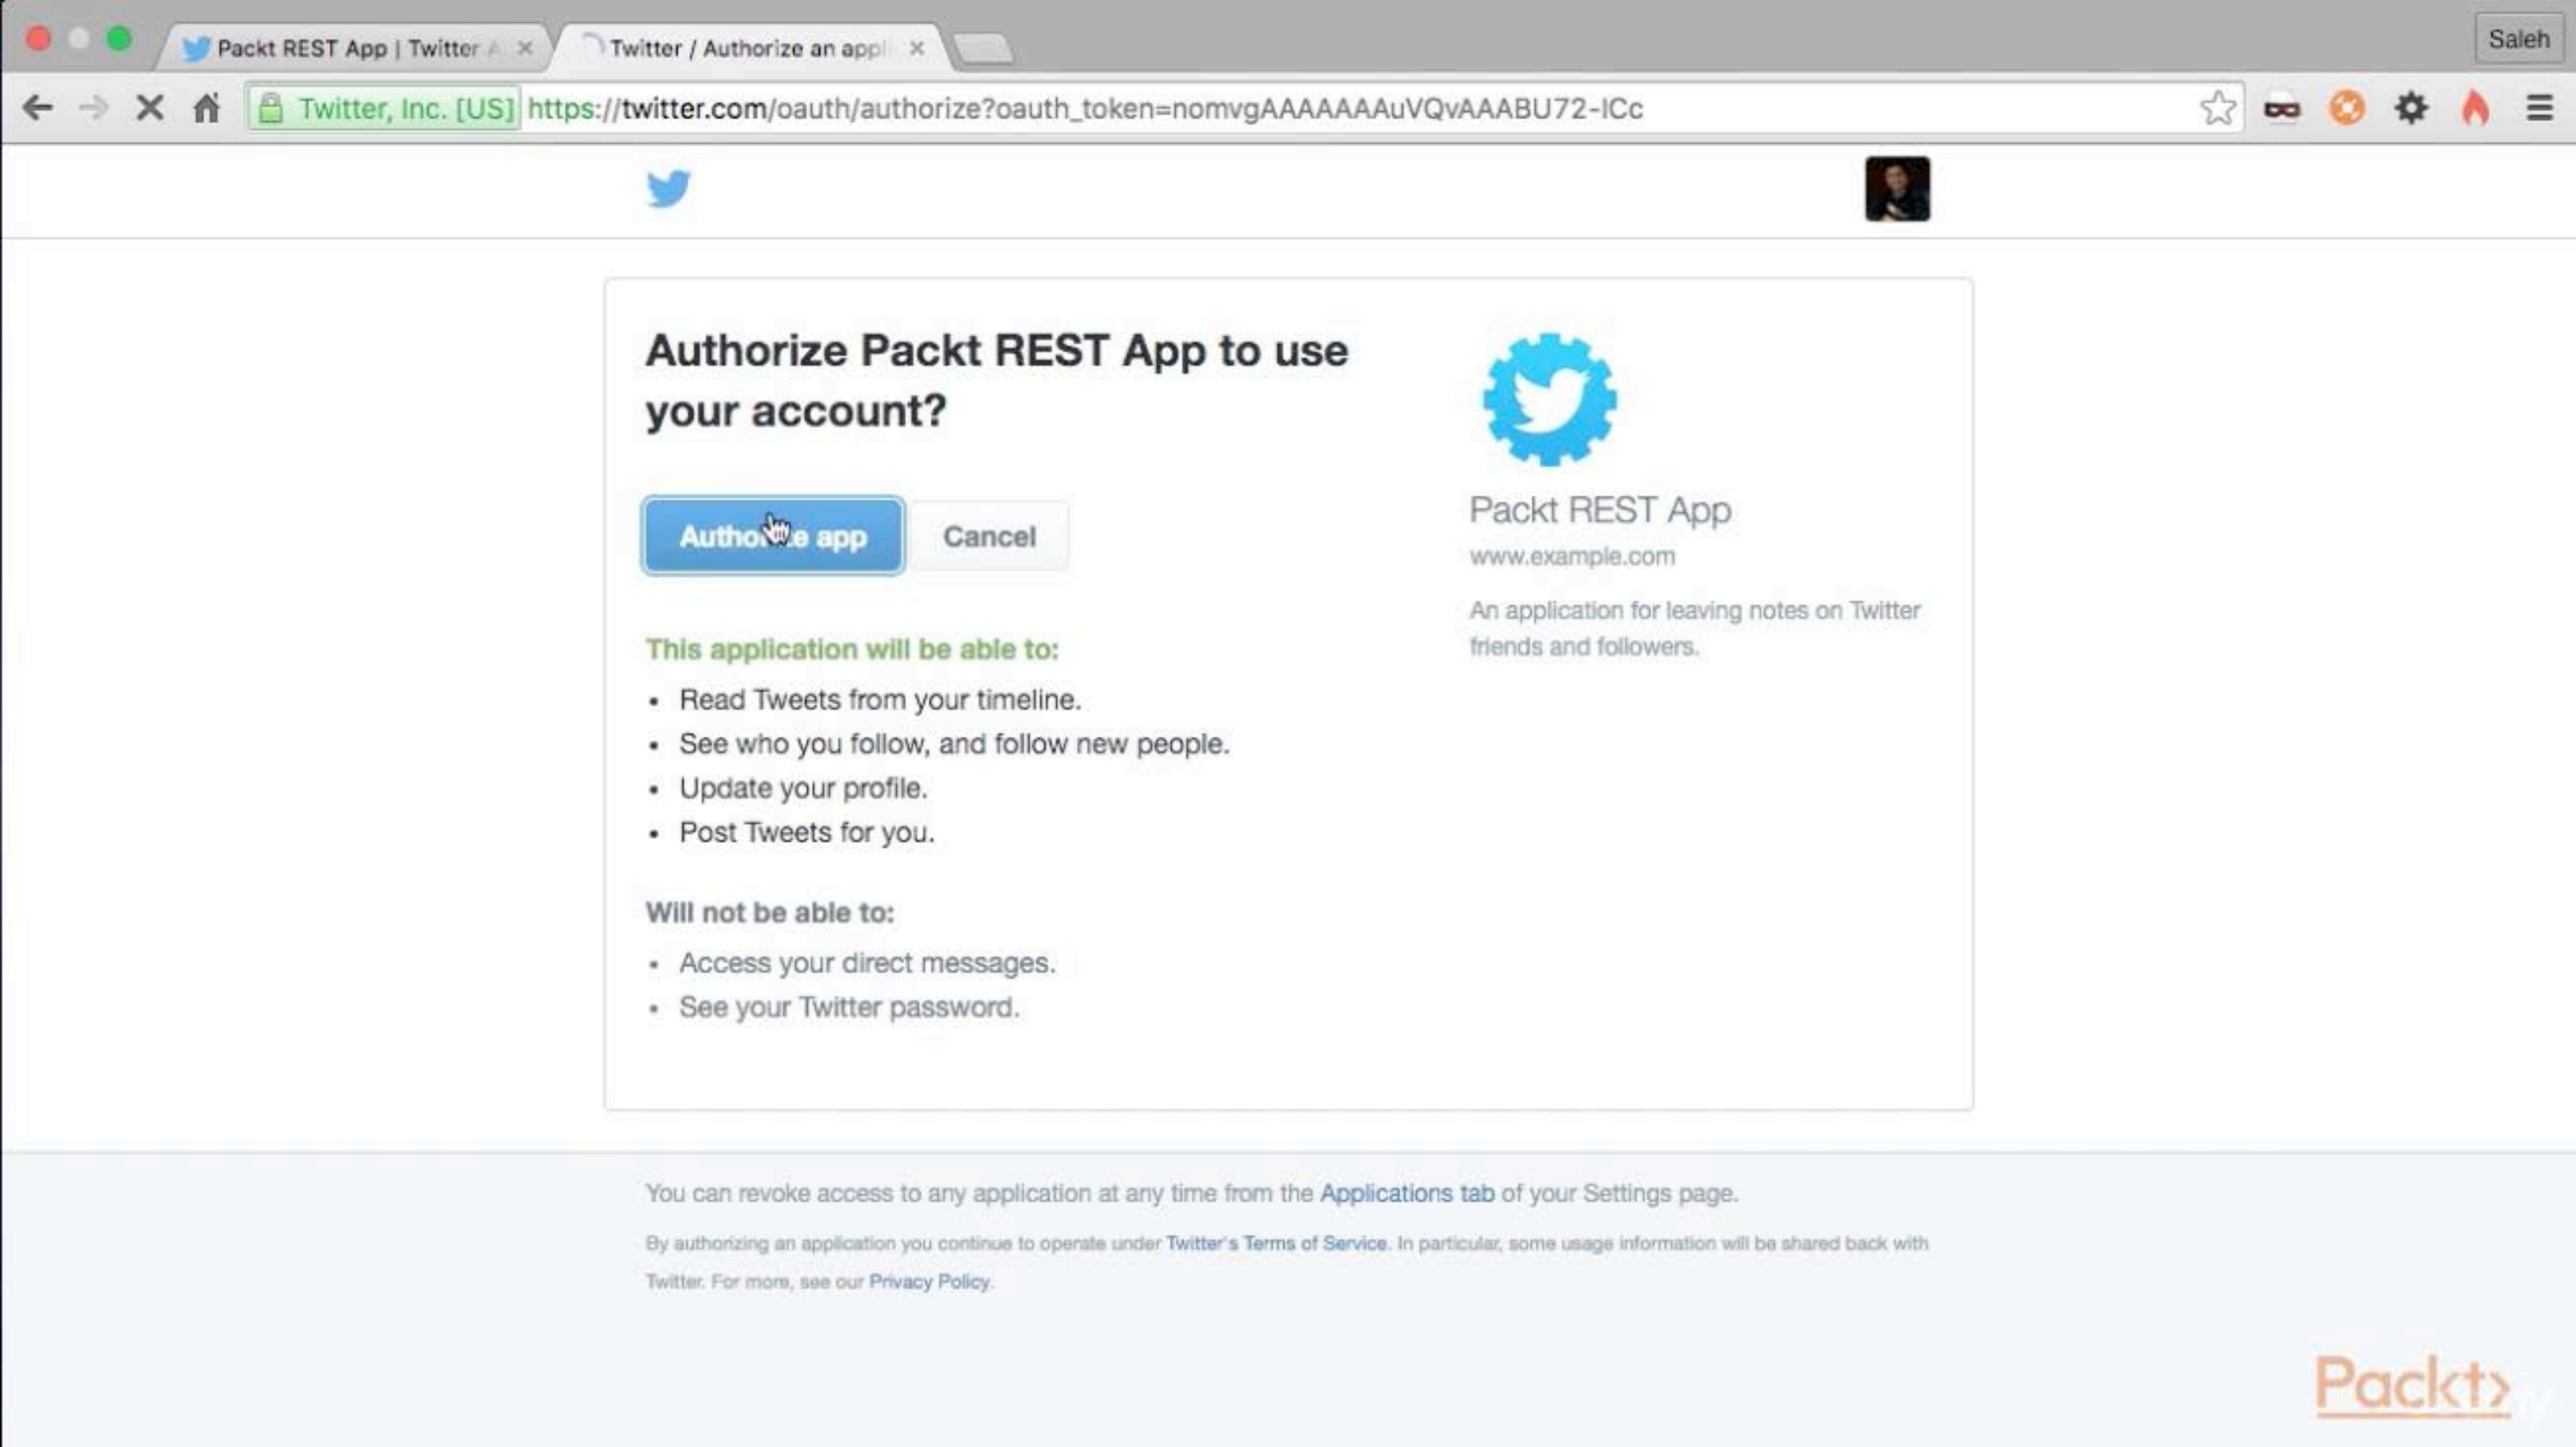 Packt REST App | Twitter A
Twitter / Authorize an appli
Saleh
Twitter, Inc. [US] https://twitter.com/oauth/authorize?oauth_token=nomvgAAAAAAAuVQvAAABU72-ICc
Authorize Packt REST App to use
your account?
app
Cancel
This application will be able to:
• Read Tweets from your timeline.
• See who you follow, and follow new people.
• Update your profile.
• Post Tweets for you.
Will not be able to:
• Access your direct messages.
• See your Twitter password.
Packt REST App
www.example.com
An application for leaving notes on Twitter
friends and followers.
You can revoke access to any application at any time from the Applications tab of your Settings page.
By authorizing an application you continue to operate under Twitter's Terms of Service. In particular, some usage information will be shared back with
Twitter. For more, see our Privacy Policy.
Packt>